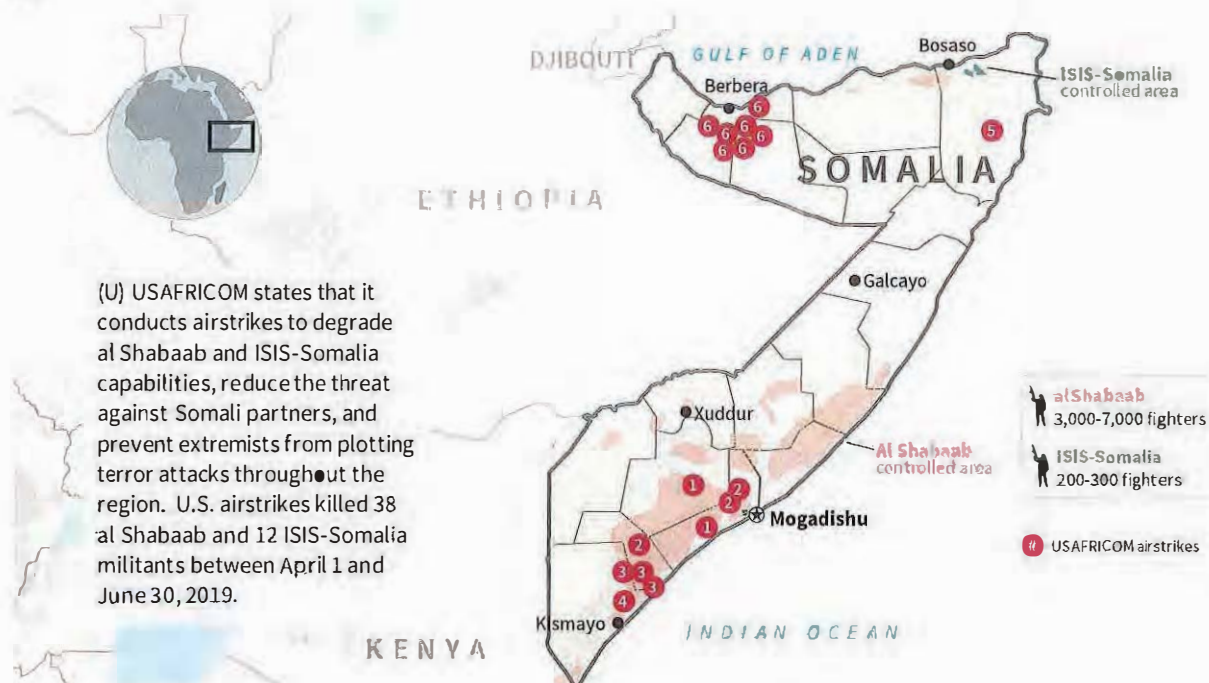 DJIBOUTI
GULF OF ADEN
Bosaso
ISIS-Somalia
controlled area
Berbera
6
6
6
6
6
6
6
5
SOMALIA
ETHIOPIA
Galcayo
(U) USAFRICOM states that it
conducts airstrikes to degrade
al Shabaab and ISIS-Somalia
capabilities, reduce the threat
against Somali partners, and
prevent extremists from plotting
terror attacks throughout the
region. U.S. airstrikes killed 38
al Shabaab and 12 ISIS-Somalia
militants between April 1 and
June 30, 2019.
Xuddur
Al Shabaab
controlled area
al Shabaab
3,000-7,000 fighters
ISIS-Somalia
200-300 fighters
# USAFRICOM airstrikes
1
2
2
Mogadishu
1
2
3
3
3
4
Kismayo
KENYA
INDIAN OCEAN